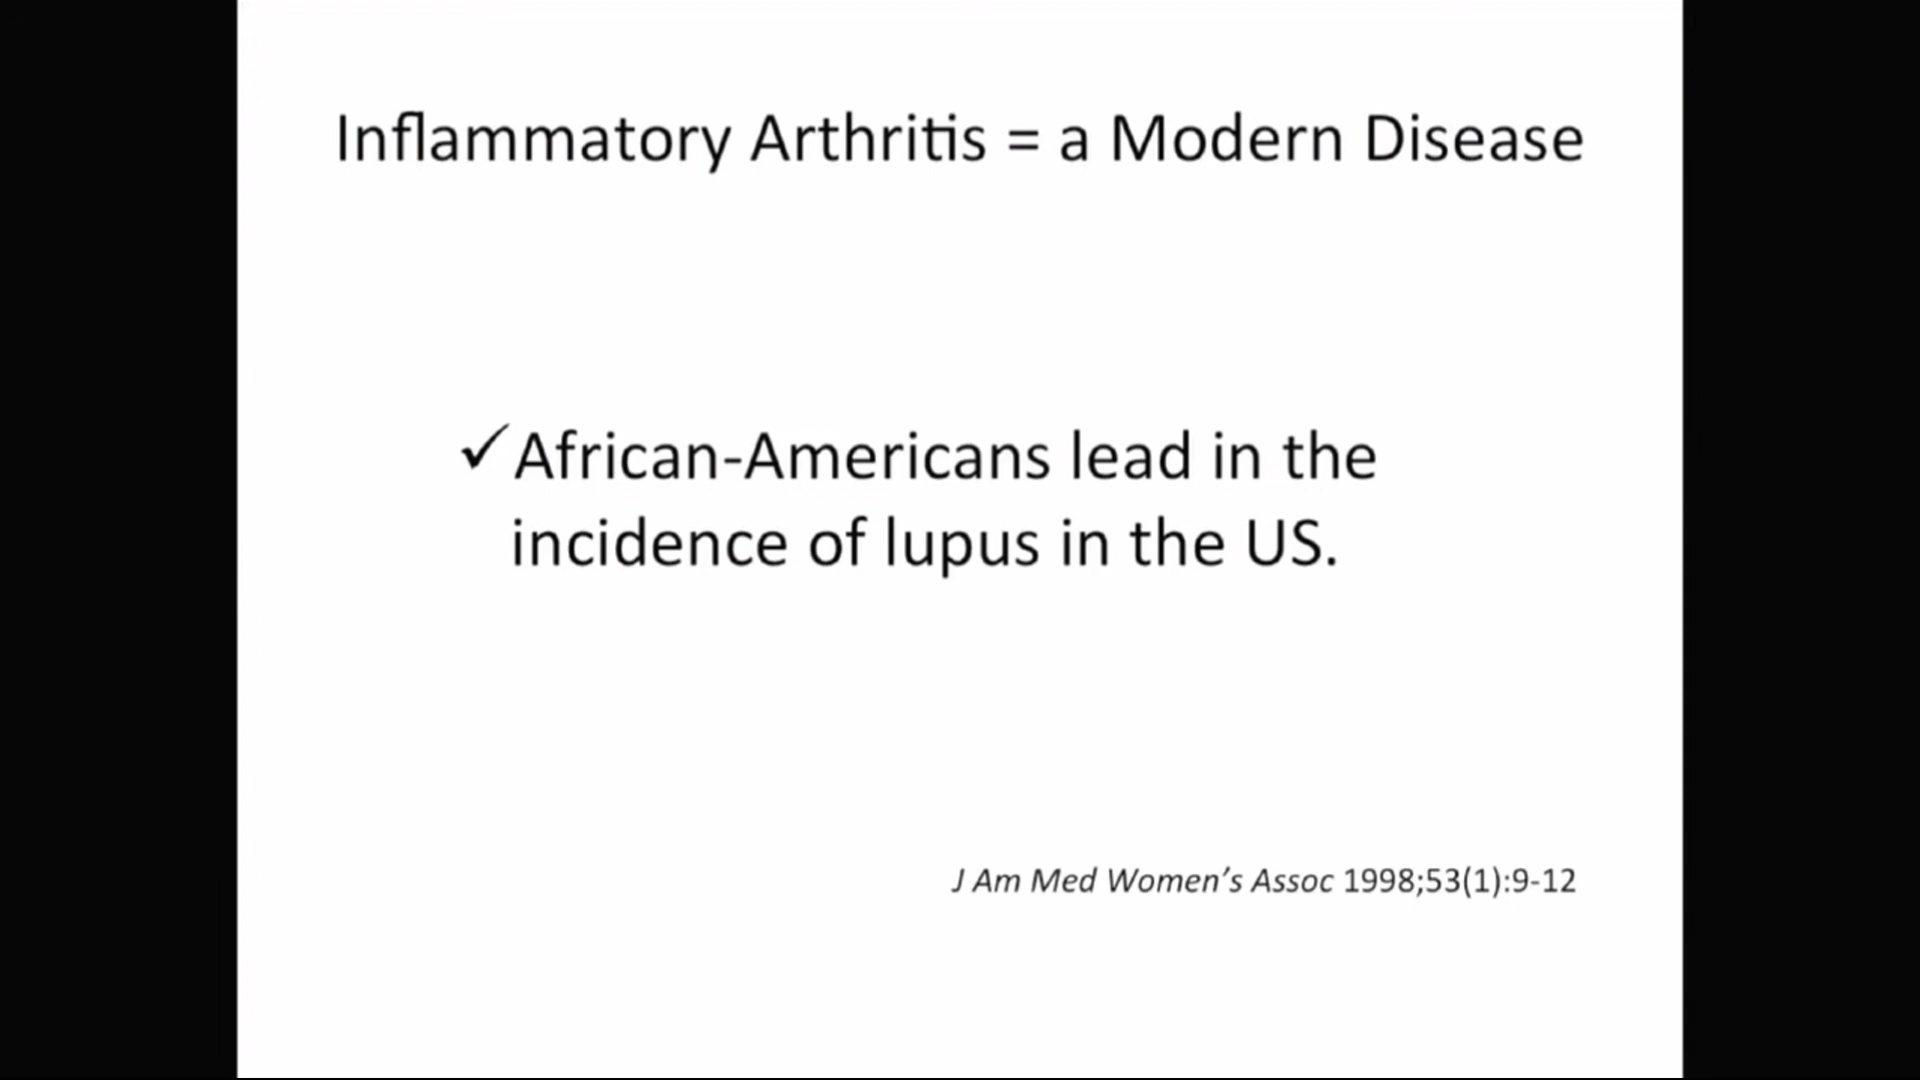 Inflammatory Arthritis = a Modern Disease
✓African-Americans lead in the
incidence of lupus in the US.
J Am Med Women's Assoc 1998;53(1):9-12